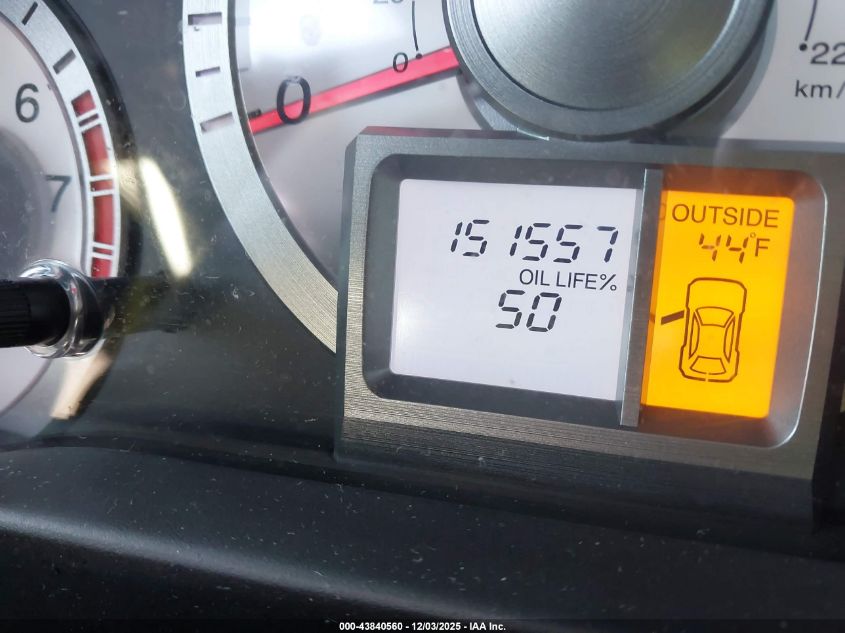 6
7
0
0
22
km/
151557
OIL LIFE%
50
OUTSIDE
44°F
000-43840560 - 12/03/2025 - IAA Inc.